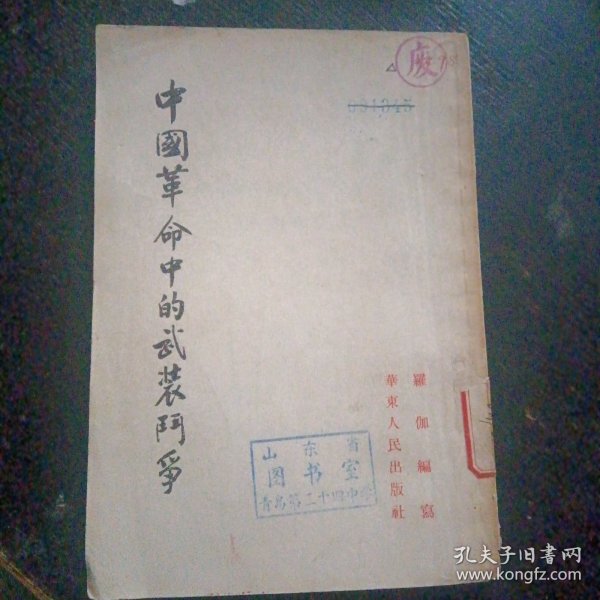 中國革命中的武装鬥爭
羅伽編寫
華東人民出版社
廢
山东省
图书室
青岛第二十四中学
孔夫子旧书网
www.kongfz.com